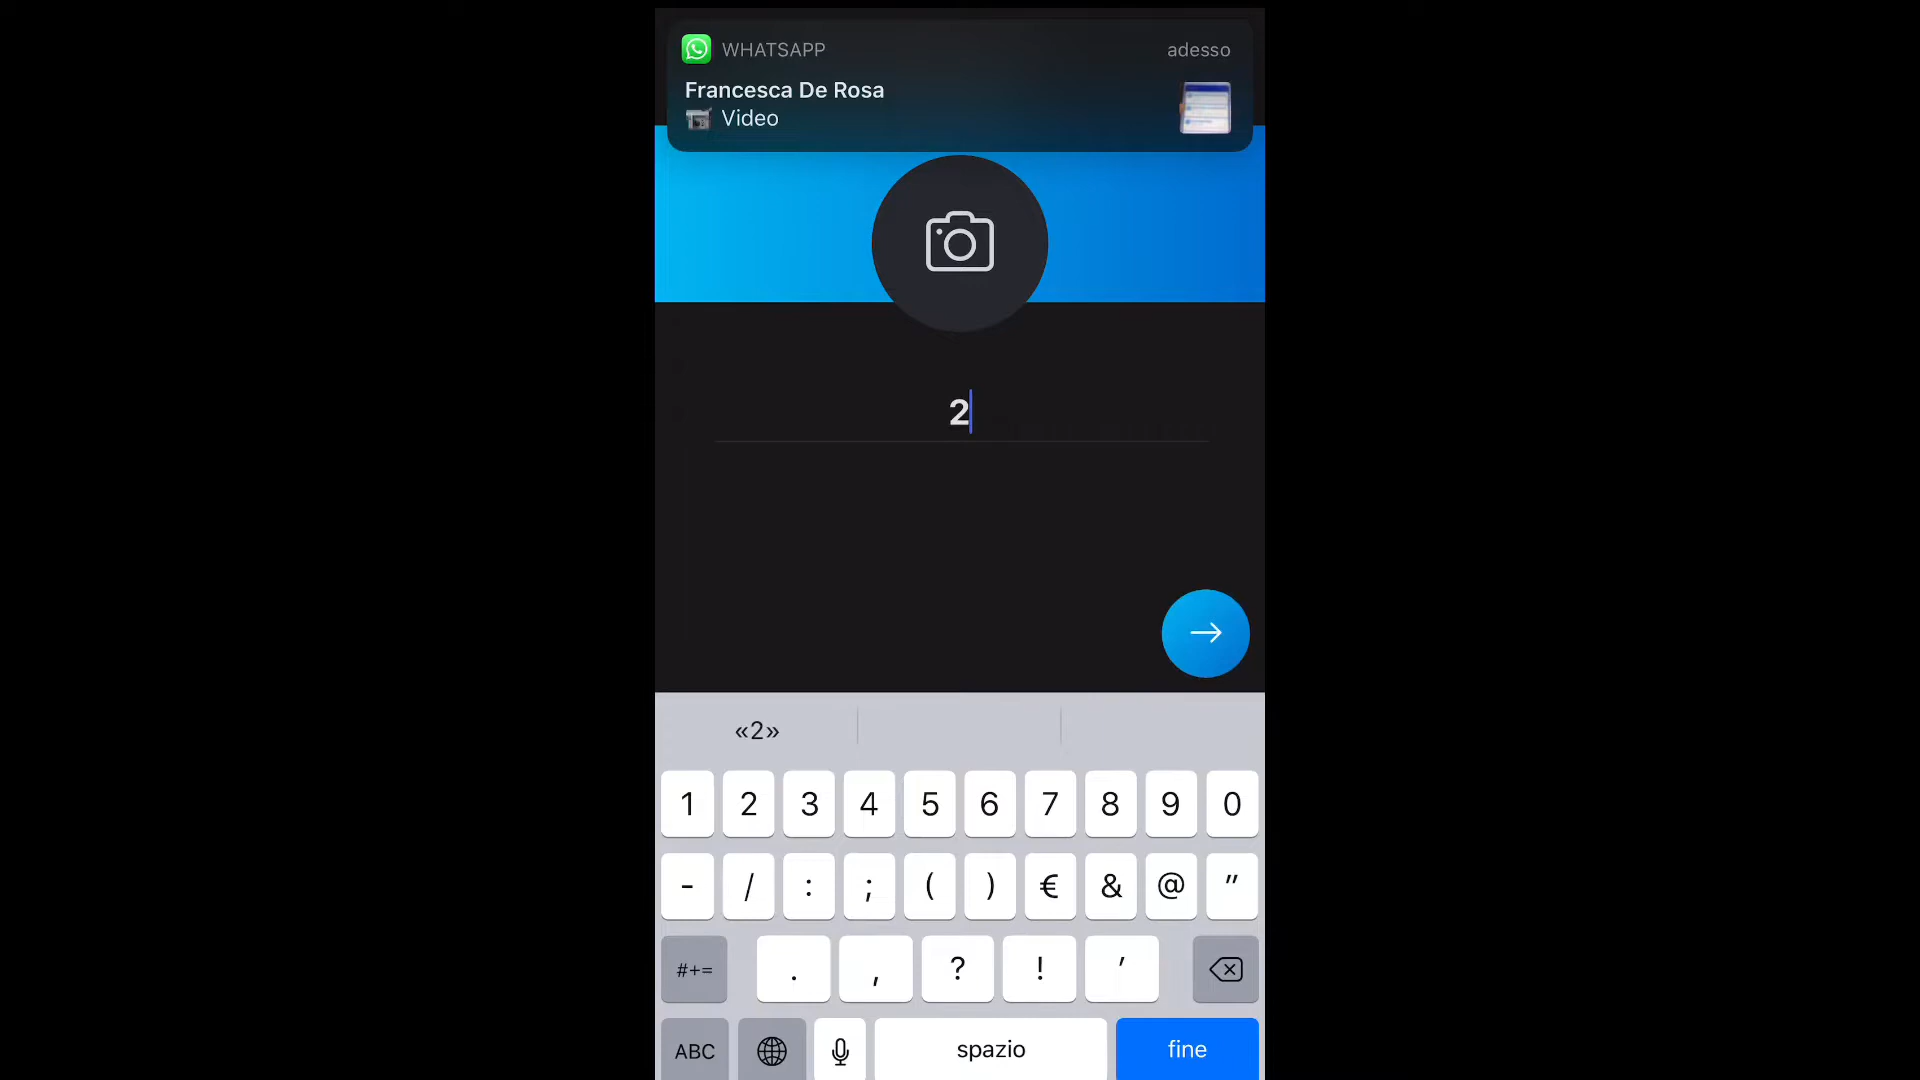 WHATSAPP adesso
Francesca De Rosa
Video
2
«2»
1 2 3 4 5 6 7 8 9 0
- / : ; ( ) € & @ "
#+= . , ? ! '
ABC spazio fine